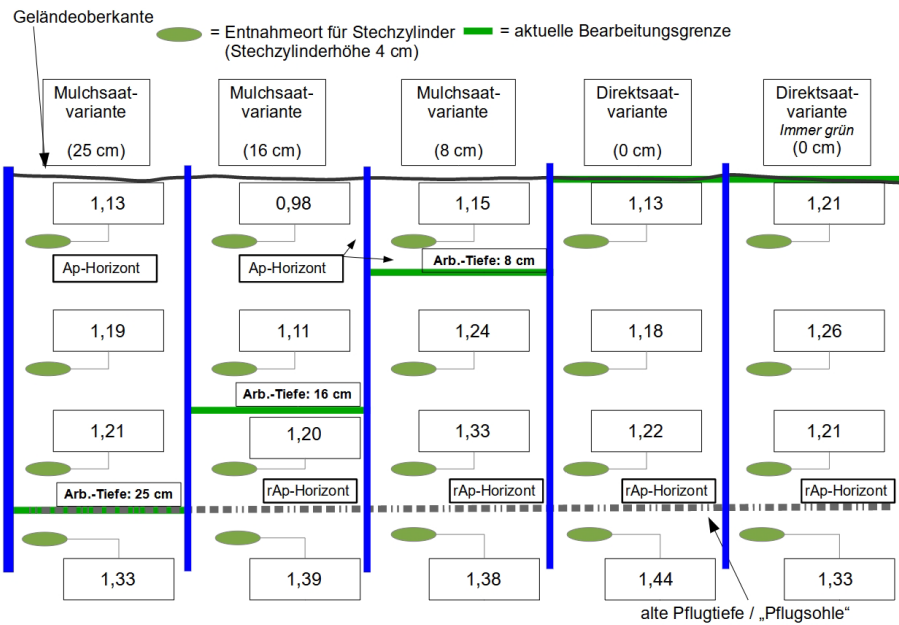 Geländeoberkante
= Entnahmeort für Stechzylinder
(Stechzylinderhöhe 4 cm)
= aktuelle Bearbeitungsgrenze
Mulchsaat-
variante
(25 cm)
Mulchsaat-
variante
(16 cm)
Mulchsaat-
variante
(8 cm)
Direktsaat-
variante
(0 cm)
Direktsaat-
variante
Immer grün
(0 cm)
1,13
0,98
1,15
1,13
1,21
Ap-Horizont
Ap-Horizont
Arb.-Tiefe: 8 cm
1,19
1,11
1,24
1,18
1,26
Arb.-Tiefe: 16 cm
1,21
1,20
1,33
1,22
1,21
Arb.-Tiefe: 25 cm
rAp-Horizont
rAp-Horizont
rAp-Horizont
rAp-Horizont
1,33
1,39
1,38
1,44
1,33
alte Pflugtiefe / „Pflugsohle“